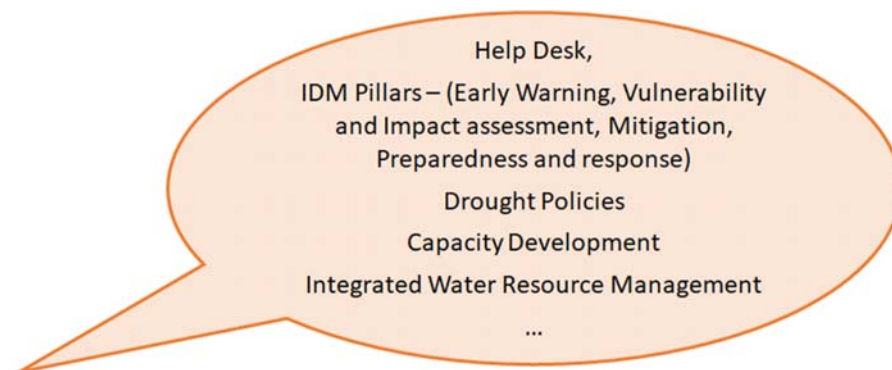 Help Desk,
IDM Pillars – (Early Warning, Vulnerability
and Impact assessment, Mitigation,
Preparedness and response)
Drought Policies
Capacity Development
Integrated Water Resource Management
...